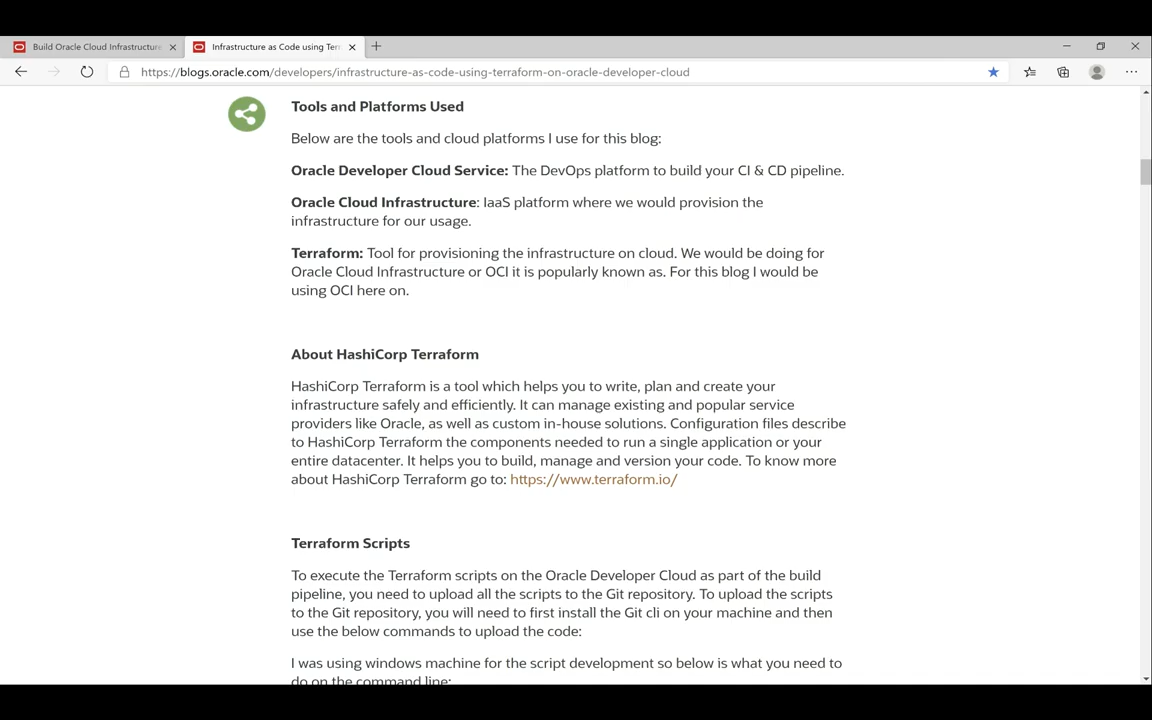 Build Oracle Cloud Infrastructure
Infrastructure as Code using Terr
https://blogs.oracle.com/developers/infrastructure-as-code-using-terraform-on-oracle-developer-cloud
Tools and Platforms Used
Below are the tools and cloud platforms I use for this blog:
Oracle Developer Cloud Service: The DevOps platform to build your CI & CD pipeline.
Oracle Cloud Infrastructure: IaaS platform where we would provision the
infrastructure for our usage.
Terraform: Tool for provisioning the infrastructure on cloud. We would be doing for
Oracle Cloud Infrastructure or OCI it is popularly known as. For this blog I would be
using OCI here on.
About HashiCorp Terraform
HashiCorp Terraform is a tool which helps you to write, plan and create your
infrastructure safely and efficiently. It can manage existing and popular service
providers like Oracle, as well as custom in-house solutions. Configuration files describe
to HashiCorp Terraform the components needed to run a single application or your
entire datacenter. It helps you to build, manage and version your code. To know more
about HashiCorp Terraform go to: https://www.terraform.io/
Terraform Scripts
To execute the Terraform scripts on the Oracle Developer Cloud as part of the build
pipeline, you need to upload all the scripts to the Git repository. To upload the scripts
to the Git repository, you will need to first install the Git cli on your machine and then
use the below commands to upload the code:
I was using windows machine for the script development so below is what you need to
do on the command line: